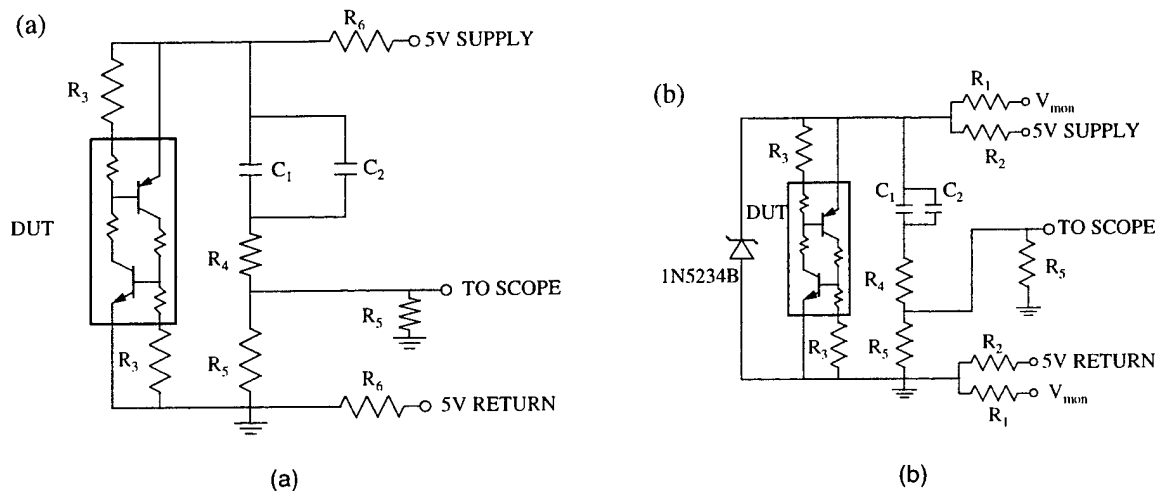 (a)
R6
5V SUPPLY
R3
C1
C2
DUT
R4
TO SCOPE
R5
R3
R5
R6
5V RETURN
(a)
(b)
R1
Vmon
5V SUPPLY
R2
R3
C1
C2
DUT
TO SCOPE
1N5234B
R4
R5
R3
R5
R2
5V RETURN
Vmon
R1
(b)